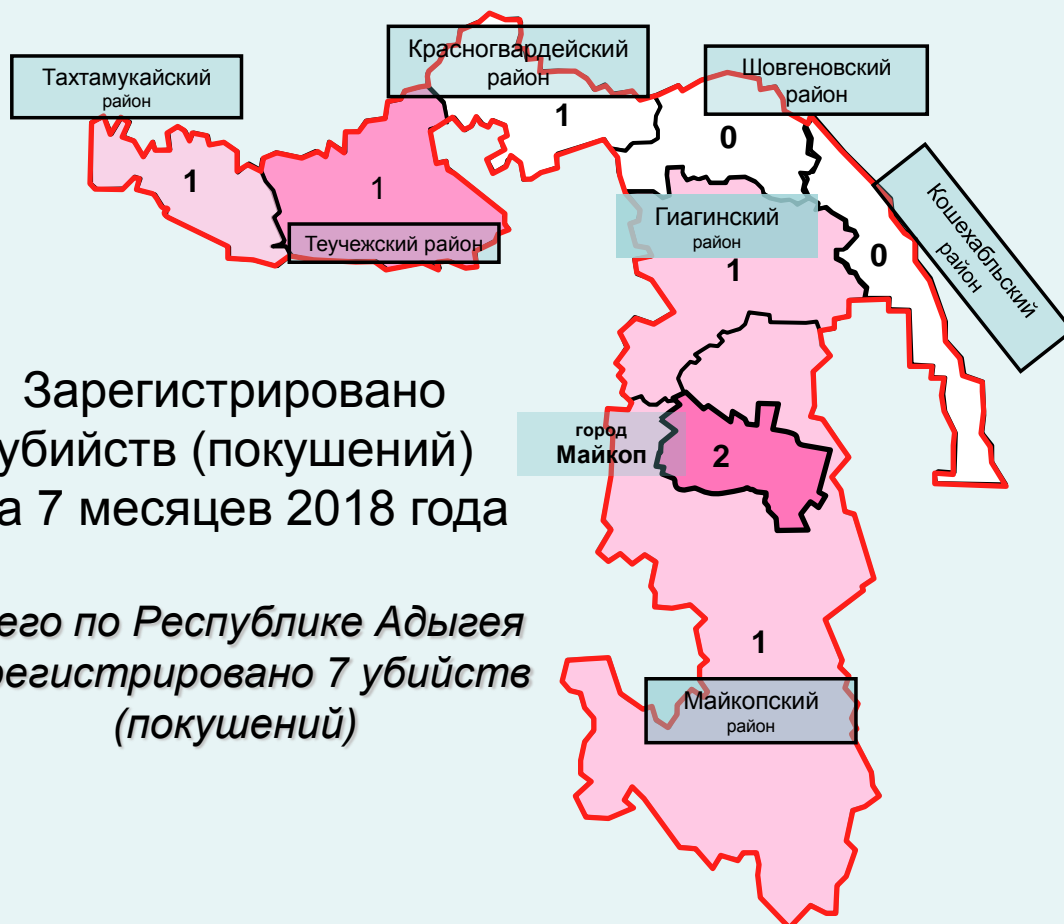 Красногвардейский
район
Шовгеновский
район
Тахтамукайский
район
1
0
1
1
Кошехабльский
район
Гиагинский
район
Теучежский район
0
1
Зарегистрировано
убийств (покушений)
а 7 месяцев 2018 года
город
Майкоп
2
его по Республике Адыгея
регистрировано 7 убийств
(покушений)
1
Майкопский
район